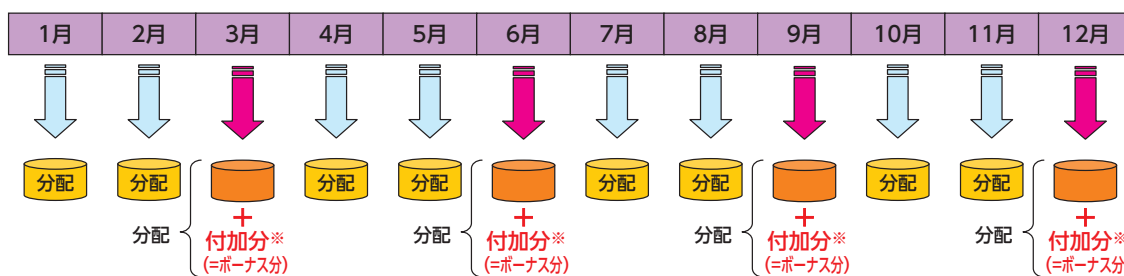 1月 2月 3月 4月 5月 6月 7月 8月 9月 10月 11月 12月
分配 分配 分配 分配 分配 分配 分配 分配
+ + + +
分配 付加分※ 分配 付加分※ 分配 付加分※ 分配 付加分※
(=ボーナス分) (=ボーナス分) (=ボーナス分) (=ボーナス分)